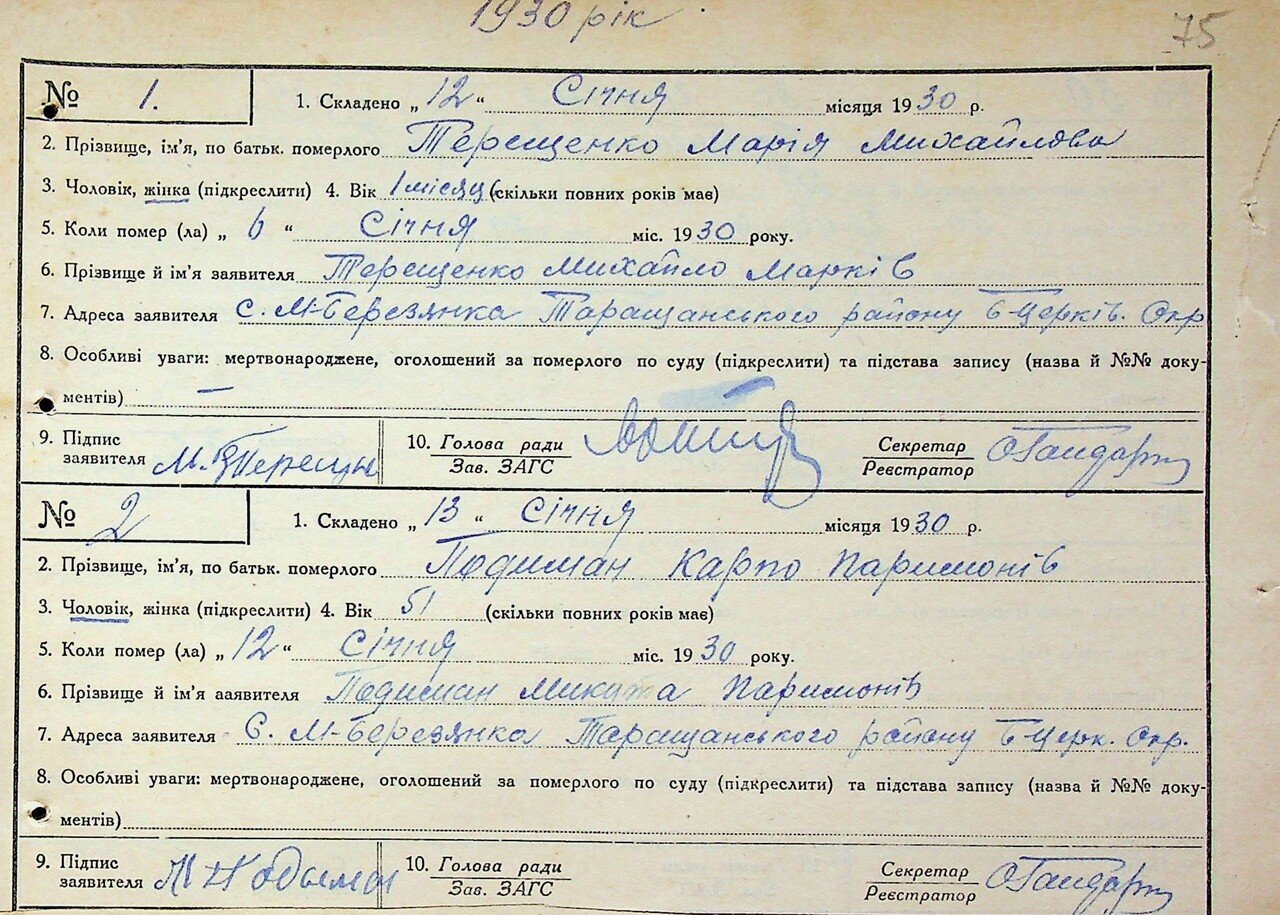 1930 рік
75
№ 1. 1. Складено „12“ Січня місяця 1930 р.
2. Прізвище, ім'я, по батьк. померлого Терещенко Марія Михайлова
3. Чоловік, жінка (підкреслити) 4. Вік 1 місяц (скільки повних років має)
5. Коли помер (ла) „6“ Січня міс. 1930 року.
6. Прізвище й ім'я заявителя Терещенко Михайло Марків
7. Адреса заявителя с. М-Березянка Таращанського району Б-Церків. Окр
8. Особливі уваги: мертвонароджене, оголошений за померлого по суду (підкреслити) та підстава запису (назва й №№ доку-
ментів) —
9. Підпис заявителя М. Терещен 10. Голова ради Зав. ЗАГС Секретар Реєстратор
№ 2 1. Складено „13“ Січня місяця 1930 р.
2. Прізвище, ім'я, по батьк. померлого Подиман Карпо Паримонів
3. Чоловік, жінка (підкреслити) 4. Вік 51 (скільки повних років має)
5. Коли помер (ла) „12“ Січня міс. 1930 року.
6. Прізвище й ім'я ааявителя Подиман Микита Паримонів
7. Адреса заявителя С. М-Березянка Таращанського району Б-Церк. Окр.
8. Особливі уваги: мертвонароджене, оголошений за померлого по суду (підкреслити) та підстава запису (назва й №№ доку-
ментів)
9. Підпис заявителя 10. Голова ради Зав. ЗАГС Секретар Реєстратор